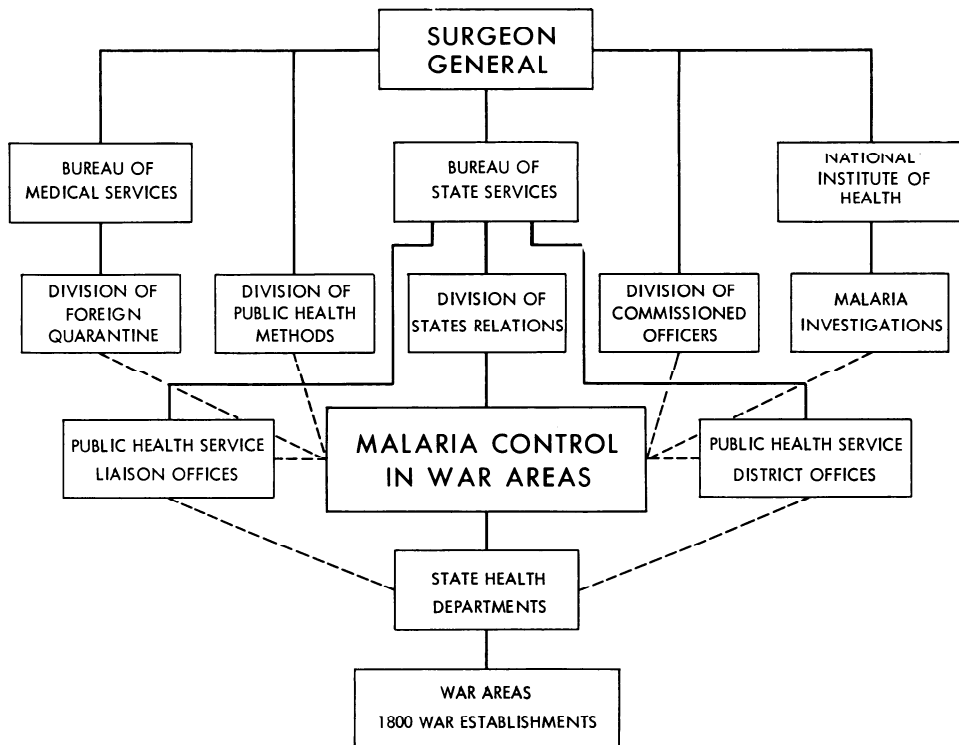 SURGEON
GENERAL
BUREAU OF
MEDICAL SERVICES
BUREAU OF
STATE SERVICES
NATIONAL
INSTITUTE OF
HEALTH
DIVISION OF
FOREIGN
QUARANTINE
DIVISION OF
PUBLIC HEALTH
METHODS
DIVISION OF
STATES RELATIONS
DIVISION OF
COMMISSIONED
OFFICERS
MALARIA
INVESTIGATIONS
PUBLIC HEALTH SERVICE
LIAISON OFFICES
MALARIA CONTROL
IN WAR AREAS
PUBLIC HEALTH SERVICE
DISTRICT OFFICES
STATE HEALTH
DEPARTMENTS
WAR AREAS
1800 WAR ESTABLISHMENTS